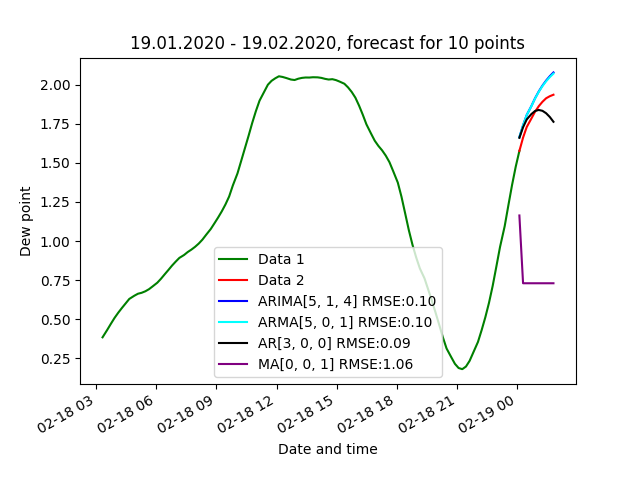 19.01.2020 - 19.02.2020, forecast for 10 points
2.00
1.75
1.50
1.25
1.00
0.75
0.50
0.25
Dew point
Data 1
Data 2
ARIMA[5, 1, 4] RMSE:0.10
ARMA[5, 0, 1] RMSE:0.10
AR[3, 0, 0] RMSE:0.09
MA[0, 0, 1] RMSE:1.06
02-18 03
02-18 06
02-18 09
02-18 12
02-18 15
02-18 18
02-18 21
02-19 00
Date and time